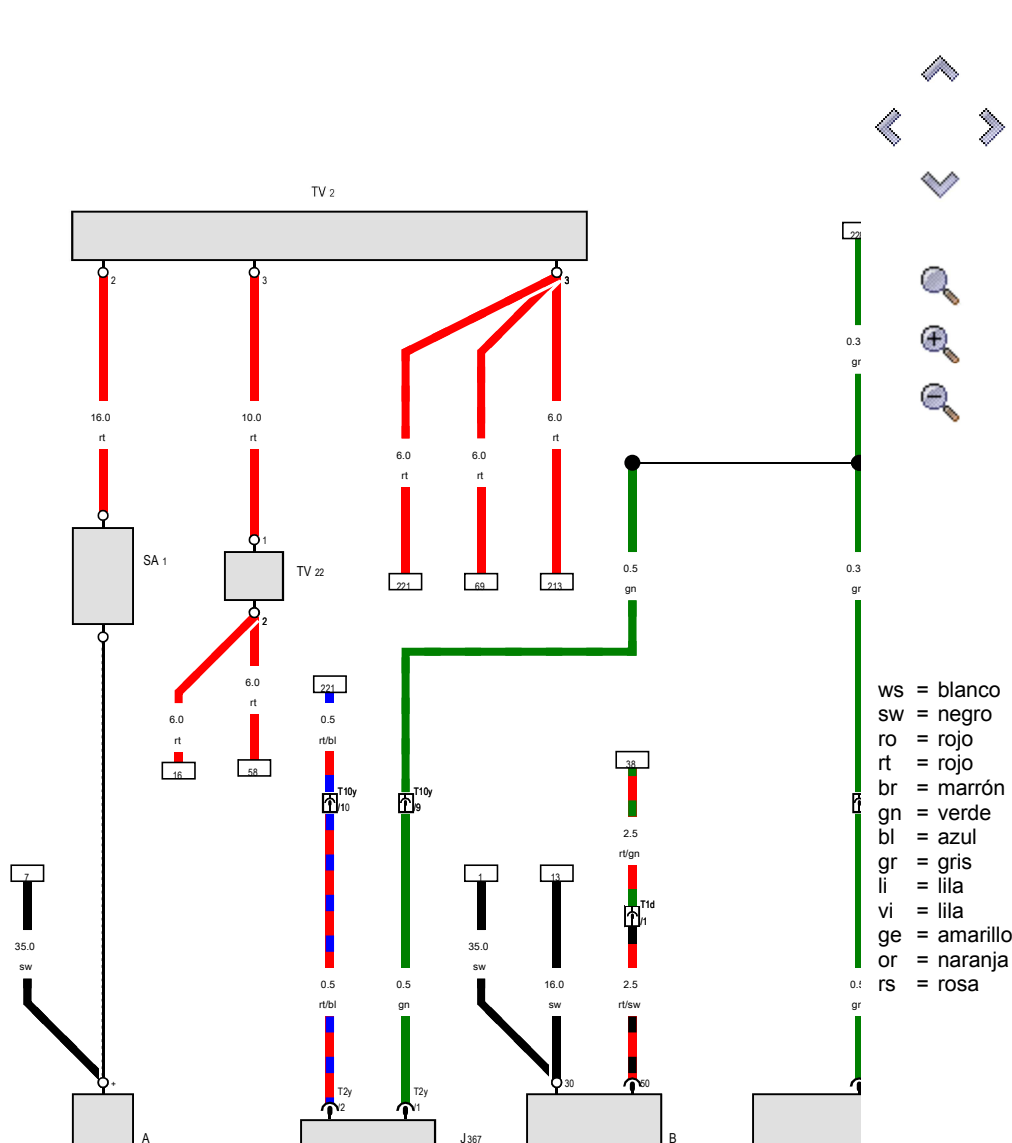 TV 2
2
3
3
16.0
rt
10.0
rt
6.0
rt
6.0
rt
6.0
rt
0.5
gn
SA 1
1
TV 22
221
69
213
2
6.0
rt
6.0
rt
16
58
221
0.5
rt/bl
T10y
/10
T10y
/9
38
2.5
rt/gn
T1d
/1
7
1
13
35.0
sw
35.0
sw
0.5
rt/bl
0.5
gn
16.0
sw
2.5
rt/sw
+
T2y
/2
T2y
/1
30
50
A
J367
B
ws = blanco
sw = negro
ro = rojo
rt = rojo
br = marrón
gn = verde
bl = azul
gr = gris
li = lila
vi = lila
ge = amarillo
or = naranja
rs = rosa